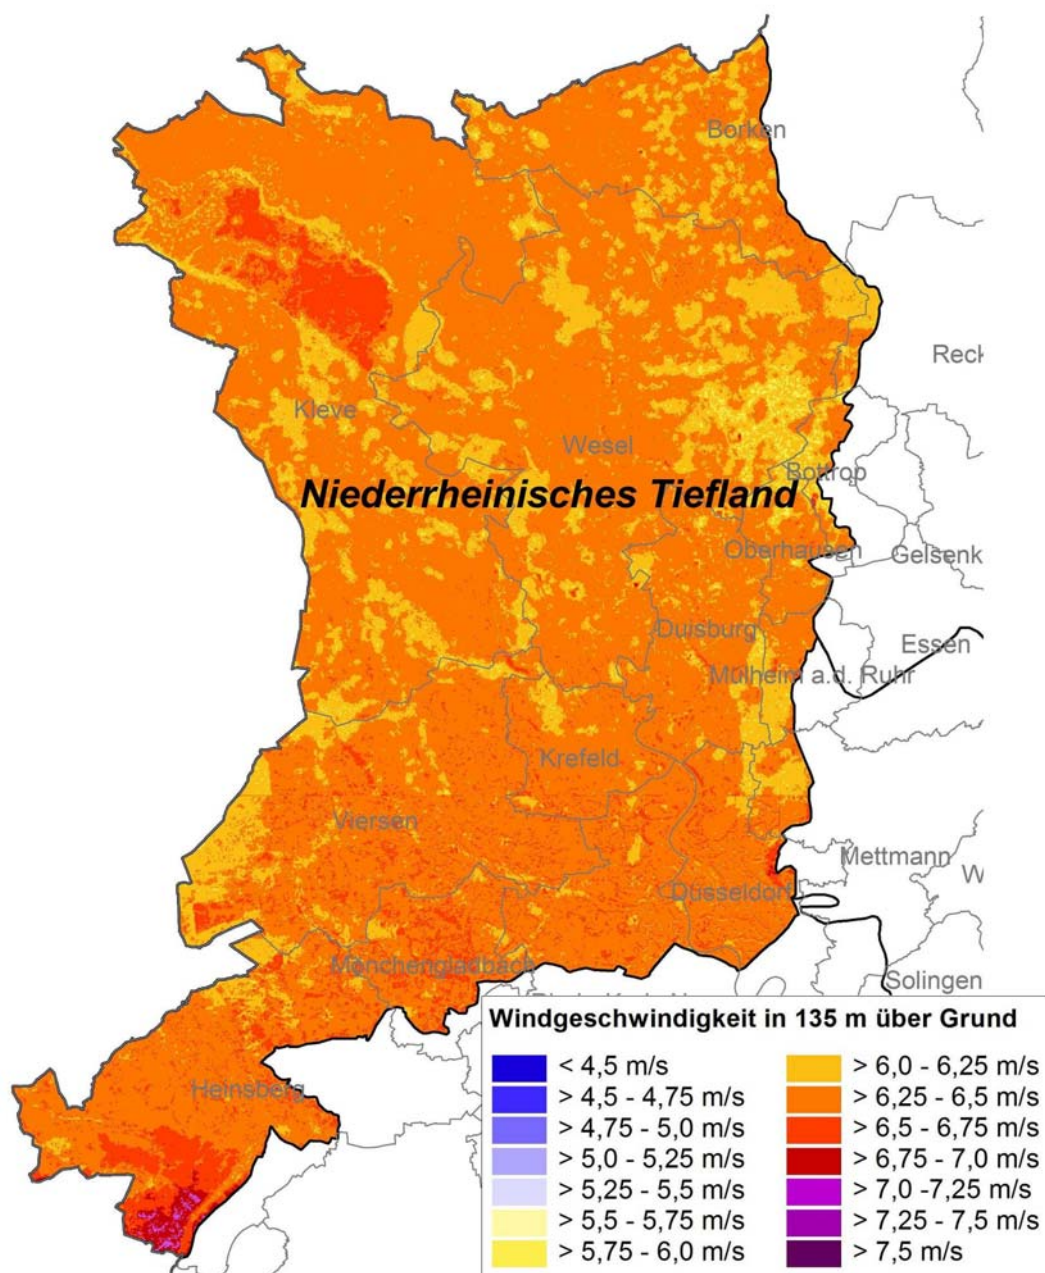 Borken
Reck
Kleve
Wesel
Bottrop
Niederrheinisches Tiefland
Oberhausen
Gelsenk
Duisburg
Essen
Mülheim a.d. Ruhr
Krefeld
Viersen
Mettmann
W
Düsseldorf
Mönchengladbach
Solingen
Heinsberg
Windgeschwindigkeit in 135 m über Grund
< 4,5 m/s
> 4,5 - 4,75 m/s
> 4,75 - 5,0 m/s
> 5,0 - 5,25 m/s
> 5,25 - 5,5 m/s
> 5,5 - 5,75 m/s
> 5,75 - 6,0 m/s
> 6,0 - 6,25 m/s
> 6,25 - 6,5 m/s
> 6,5 - 6,75 m/s
> 6,75 - 7,0 m/s
> 7,0 -7,25 m/s
> 7,25 - 7,5 m/s
> 7,5 m/s